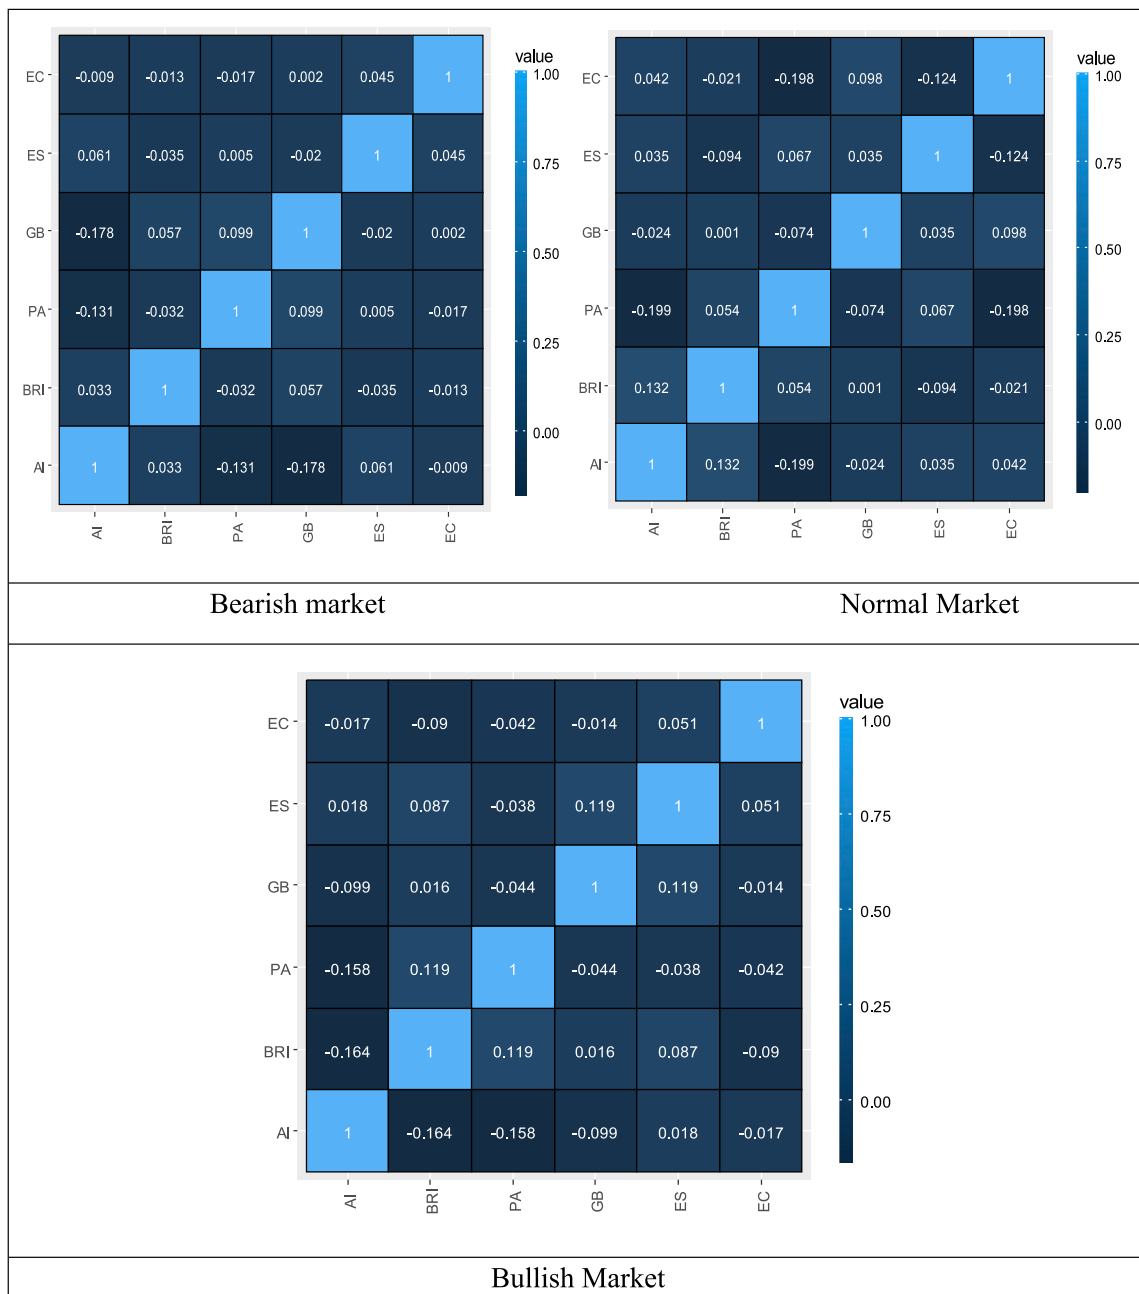 value
EC -0.009 -0.013 -0.017 0.002 0.045 1
ES 0.061 -0.035 0.005 -0.02 1 0.045
GB -0.178 0.057 0.099 1 -0.02 0.002
PA -0.131 -0.032 1 0.099 0.005 -0.017
BRI 0.033 1 -0.032 0.057 -0.035 -0.013
AI 1 0.033 -0.131 -0.178 0.061 -0.009
AI BRI PA GB ES EC
1.00
0.75
0.50
0.25
0.00
value
EC 0.042 -0.021 -0.198 0.098 -0.124 1
ES 0.035 -0.094 0.067 0.035 1 -0.124
GB -0.024 0.001 -0.074 1 0.035 0.098
PA -0.199 0.054 1 -0.074 0.067 -0.198
BRI 0.132 1 0.054 0.001 -0.094 -0.021
AI 1 0.132 -0.199 -0.024 0.035 0.042
AI BRI PA GB ES EC
1.00
0.75
0.50
0.25
0.00
Bearish market
Normal Market
value
EC -0.017 -0.09 -0.042 -0.014 0.051 1
ES 0.018 0.087 -0.038 0.119 1 0.051
GB -0.099 0.016 -0.044 1 0.119 -0.014
PA -0.158 0.119 1 -0.044 -0.038 -0.042
BRI -0.164 1 0.119 0.016 0.087 -0.09
AI 1 -0.164 -0.158 -0.099 0.018 -0.017
AI BRI PA GB ES EC
1.00
0.75
0.50
0.25
0.00
Bullish Market